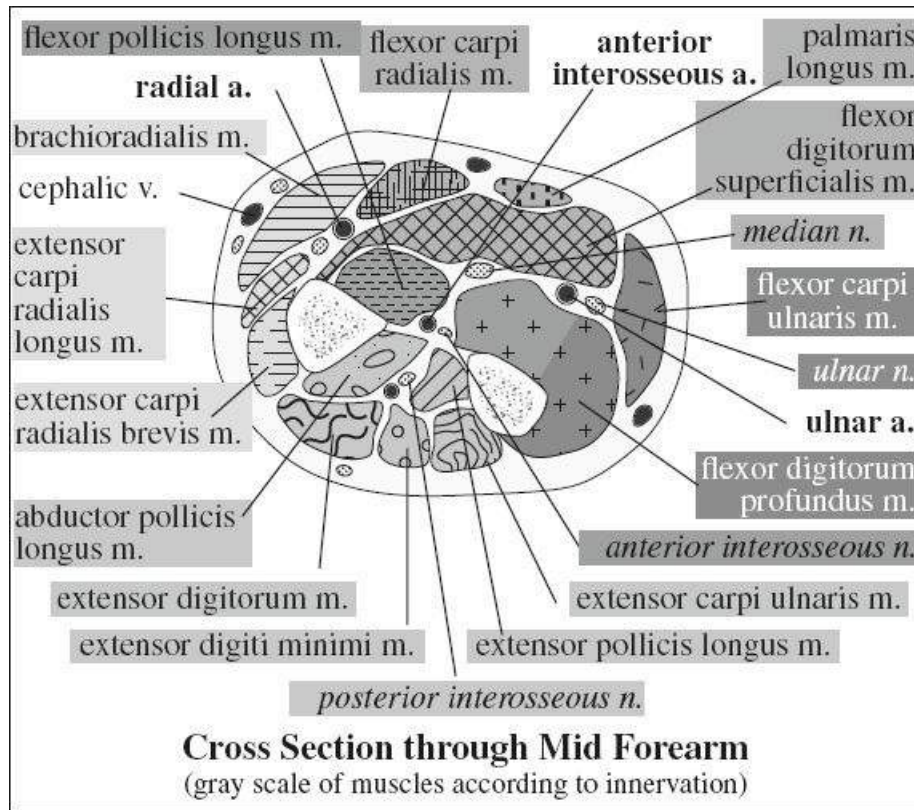 flexor pollicis longus m.
flexor carpi
radialis m.
anterior
interosseous a.
palmaris
longus m.
radial a.
flexor
digitorum
superficialis m.
brachioradialis m.
cephalic v.
median n.
extensor
carpi
radialis
longus m.
flexor carpi
ulnaris m.
ulnar n.
extensor carpi
radialis brevis m.
ulnar a.
flexor digitorum
profundus m.
abductor pollicis
longus m.
anterior interosseous n.
extensor digitorum m.
extensor carpi ulnaris m.
extensor digiti minimi m.
extensor pollicis longus m.
posterior interosseous n.
Cross Section through Mid Forearm
(gray scale of muscles according to innervation)